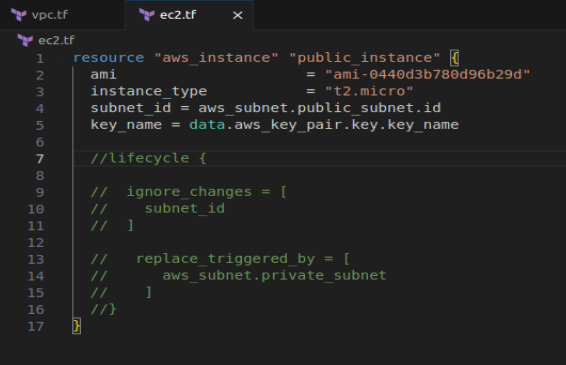 vpc.tf ec2.tf ×
ec2.tf
1 resource "aws_instance" "public_instance" {
2   ami                     = "ami-0440d3b780d96b29d"
3   instance_type           = "t2.micro"
4   subnet_id = aws_subnet.public_subnet.id
5   key_name = data.aws_key_pair.key.key_name
6
7   //lifecycle {
8
9   //  ignore_changes = [
10   //    subnet_id
11   //  ]
12
13   //   replace_triggered_by = [
14   //      aws_subnet.private_subnet
15   //    ]
16   //}
17 }